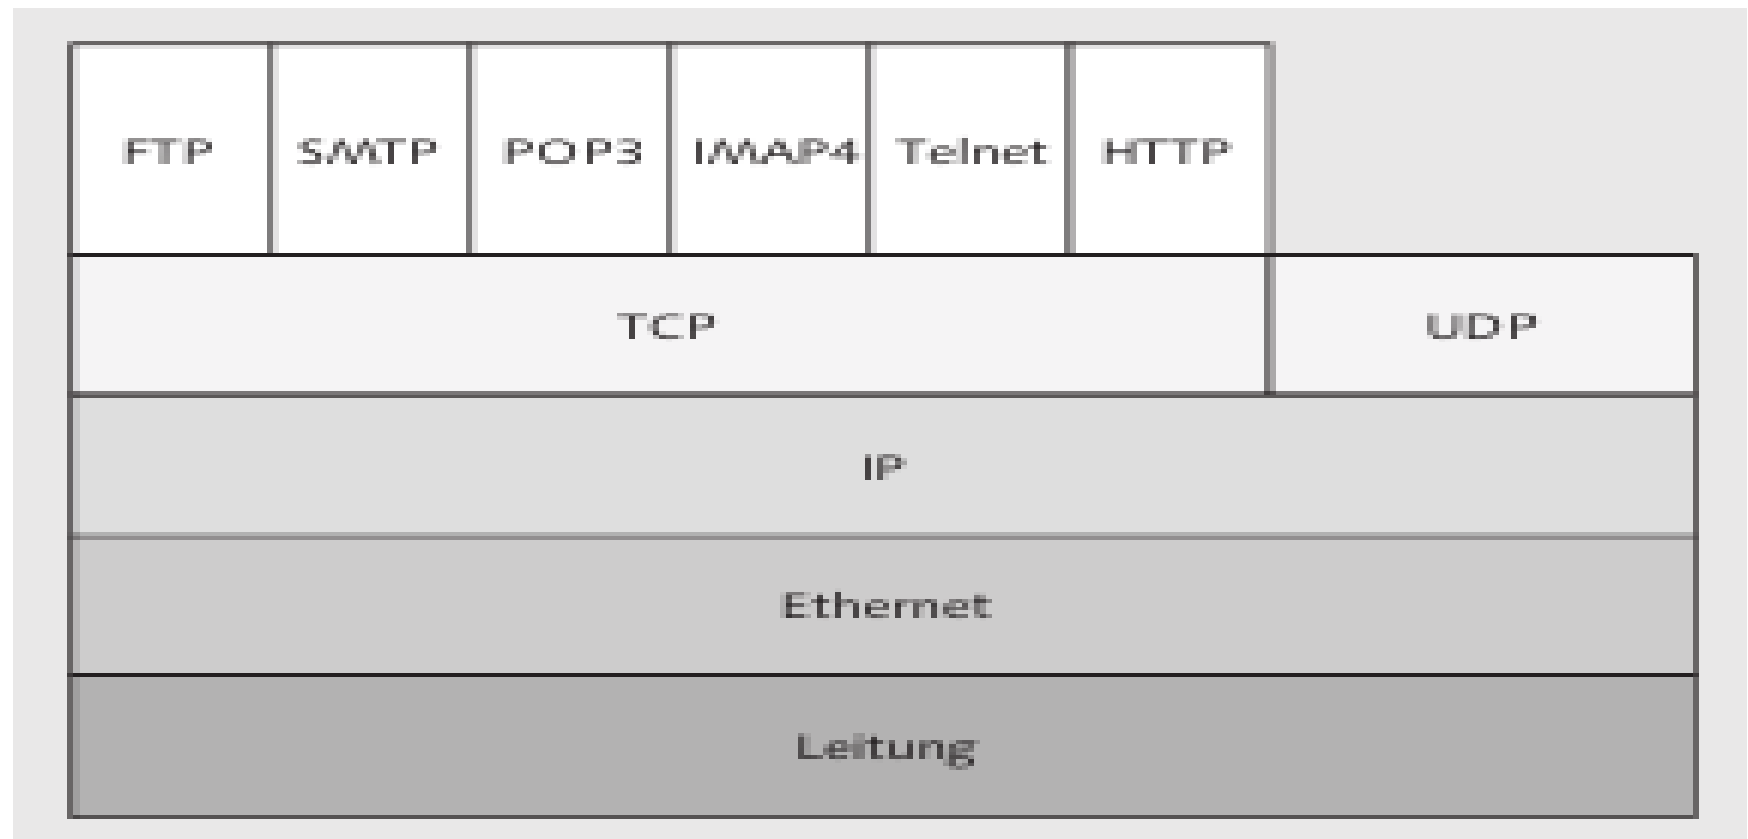 FTP SMTP POP3 IMAP4 Telnet HTTP
TCP UDP
IP
Ethernet
Leitung